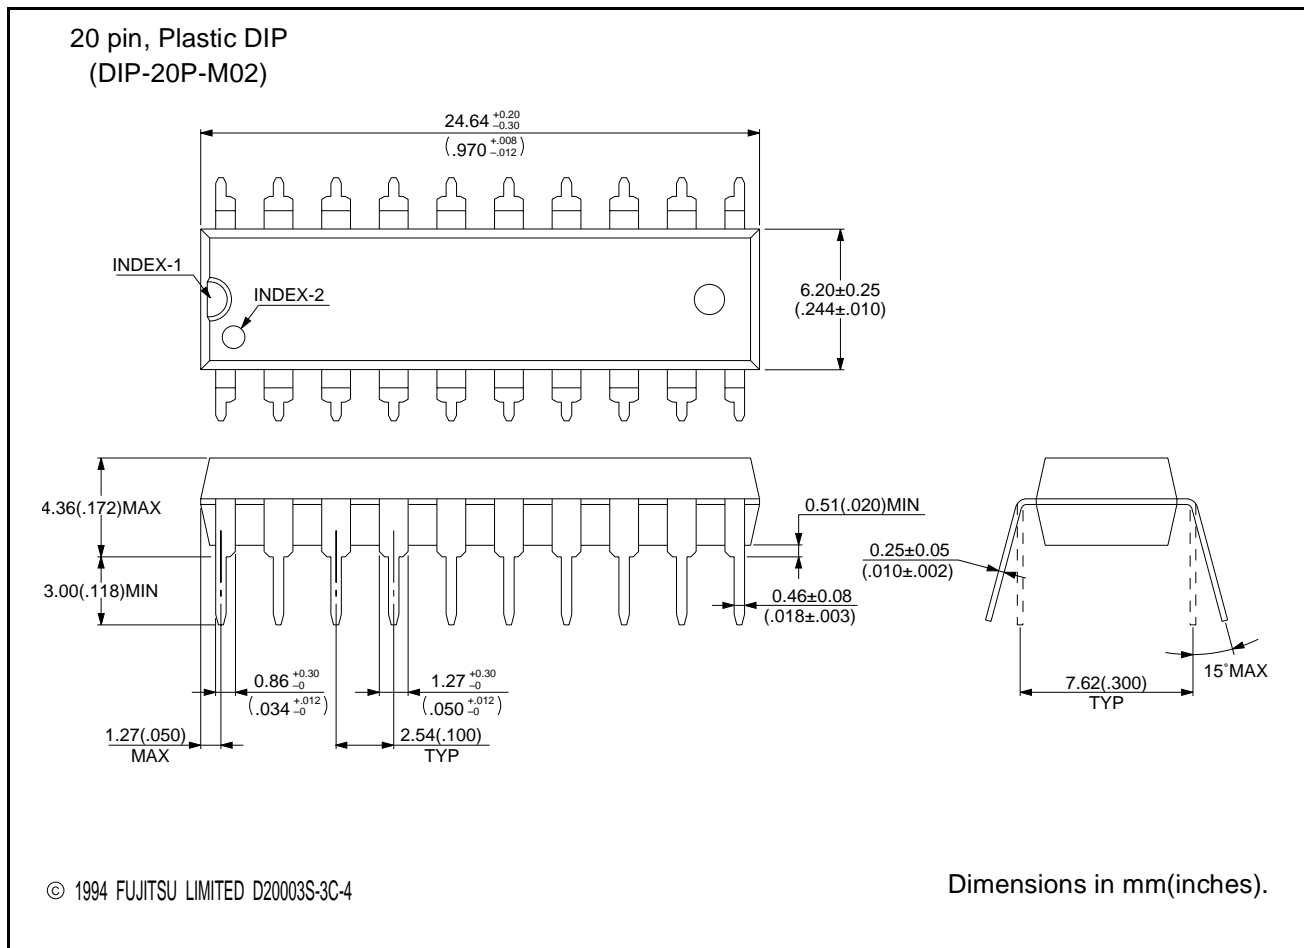 20 pin, Plastic DIP
(DIP-20P-M02)
24.64 +0.20 –0.30
(.970 +.008 –.012)
INDEX-1
INDEX-2
6.20±0.25
(.244±.010)
4.36(.172)MAX
0.51(.020)MIN
0.25±0.05
(.010±.002)
3.00(.118)MIN
0.46±0.08
(.018±.003)
15°MAX
0.86 +0.30 –0
(.034 +.012 –0)
1.27 +0.30 –0
(.050 +.012 –0)
7.62(.300)
TYP
1.27(.050)
MAX
2.54(.100)
TYP
© 1994 FUJITSU LIMITED D20003S-3C-4
Dimensions in mm(inches).